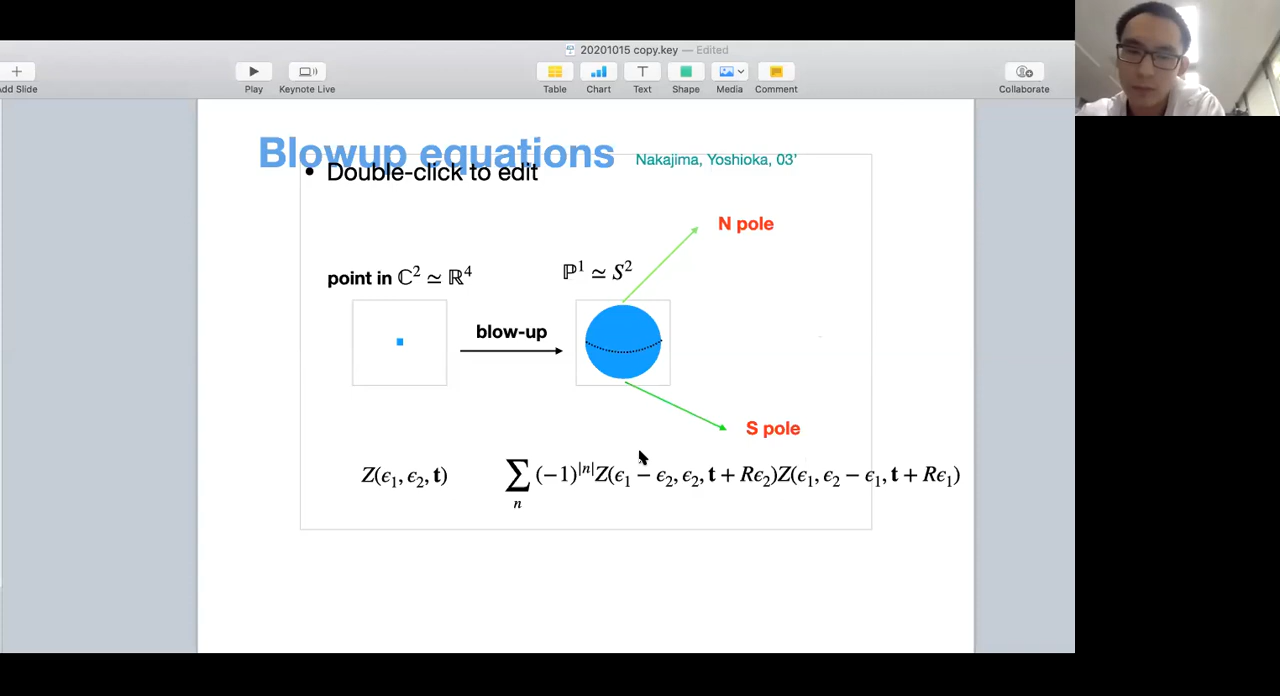 20201015 copy.key — Edited
Add Slide
Play
Keynote Live
Table
Chart
Text
Shape
Media
Comment
Collaborate
Blowup equations
Nakajima, Yoshioka, 03’
• Double-click to edit
N pole
point in ℂ² ≃ ℝ⁴
ℙ¹ ≃ S²
blow-up
S pole
Z(ϵ₁, ϵ₂, t)
∑ₙ (−1)^|n| Z(ϵ₁ − ϵ₂, ϵ₂, t + Rϵ₂)Z(ϵ₁, ϵ₂ − ϵ₁, t + Rϵ₁)